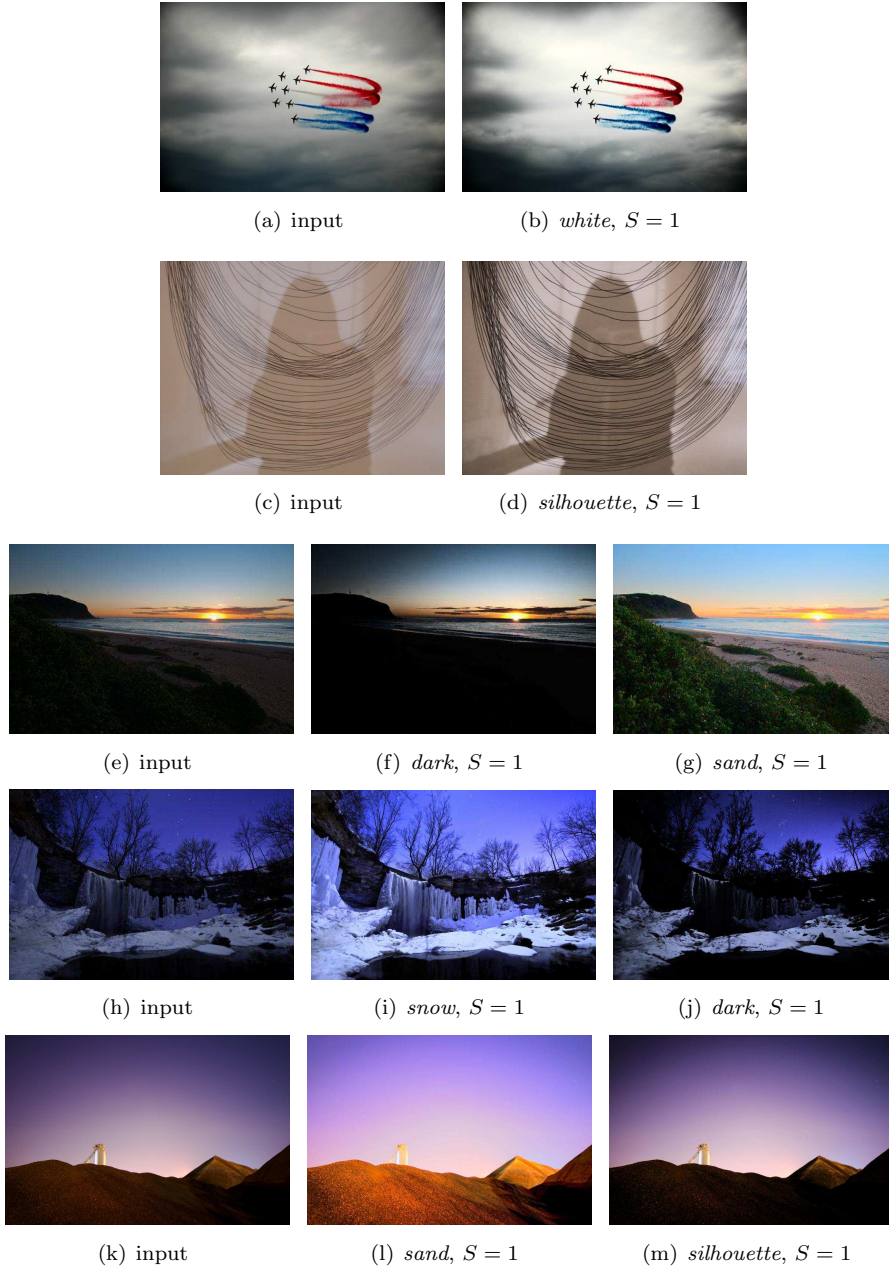 (a) input
(b) white, S = 1
(c) input
(d) silhouette, S = 1
(e) input
(f) dark, S = 1
(g) sand, S = 1
(h) input
(i) snow, S = 1
(j) dark, S = 1
(k) input
(l) sand, S = 1
(m) silhouette, S = 1